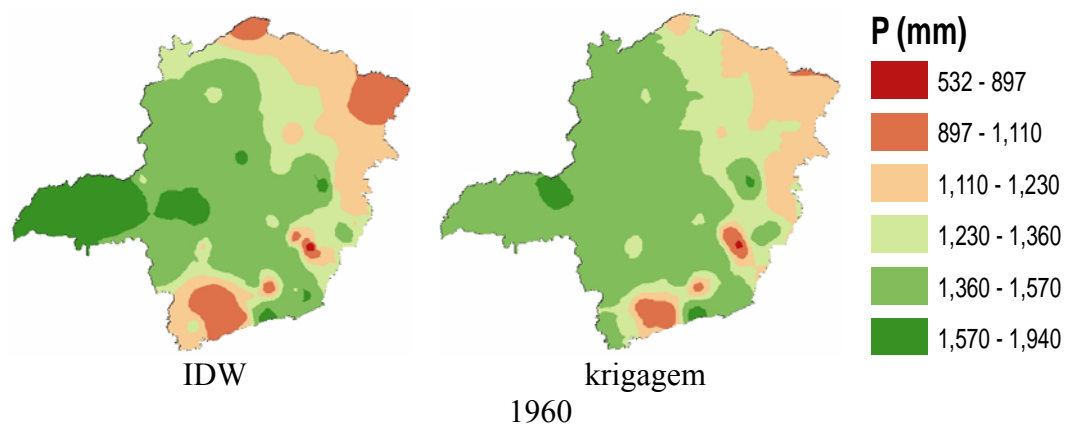 P (mm)
532 - 897
897 - 1,110
1,110 - 1,230
1,230 - 1,360
1,360 - 1,570
1,570 - 1,940
IDW
krigagem
1960